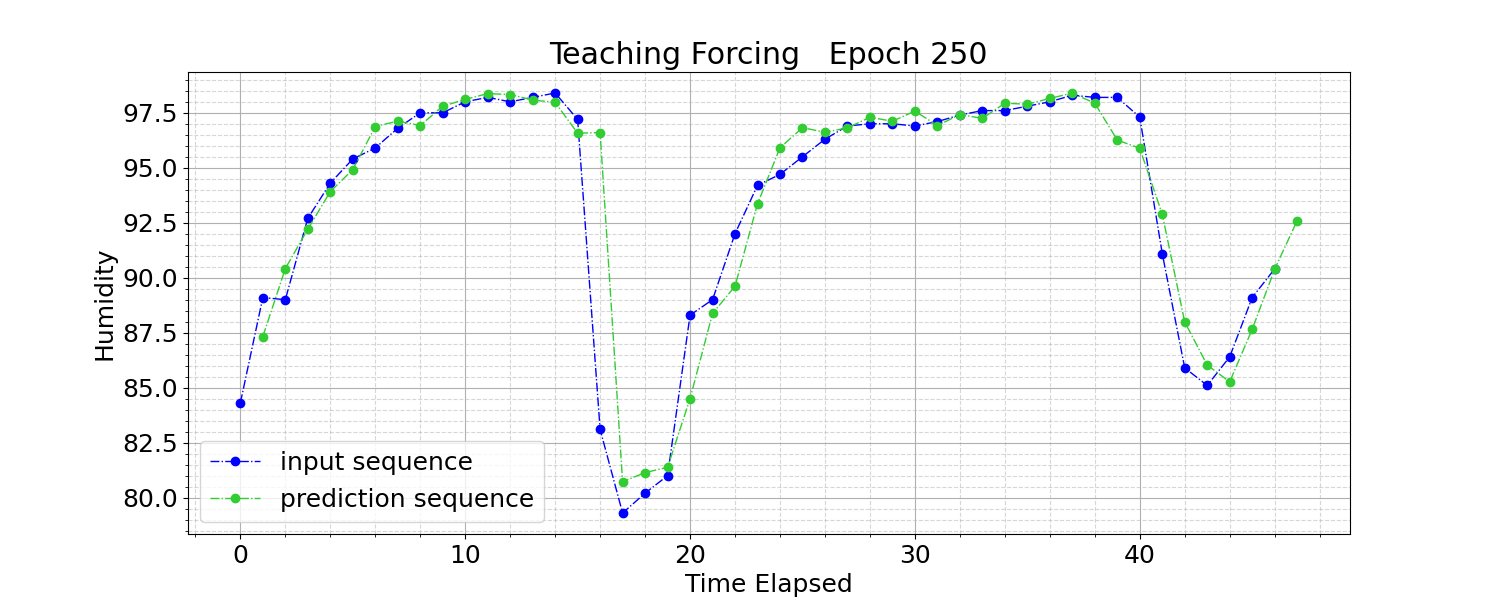 Teaching Forcing   Epoch 250
Humidity
97.5
95.0
92.5
90.0
87.5
85.0
82.5
80.0
input sequence
prediction sequence
0 10 20 30 40
Time Elapsed